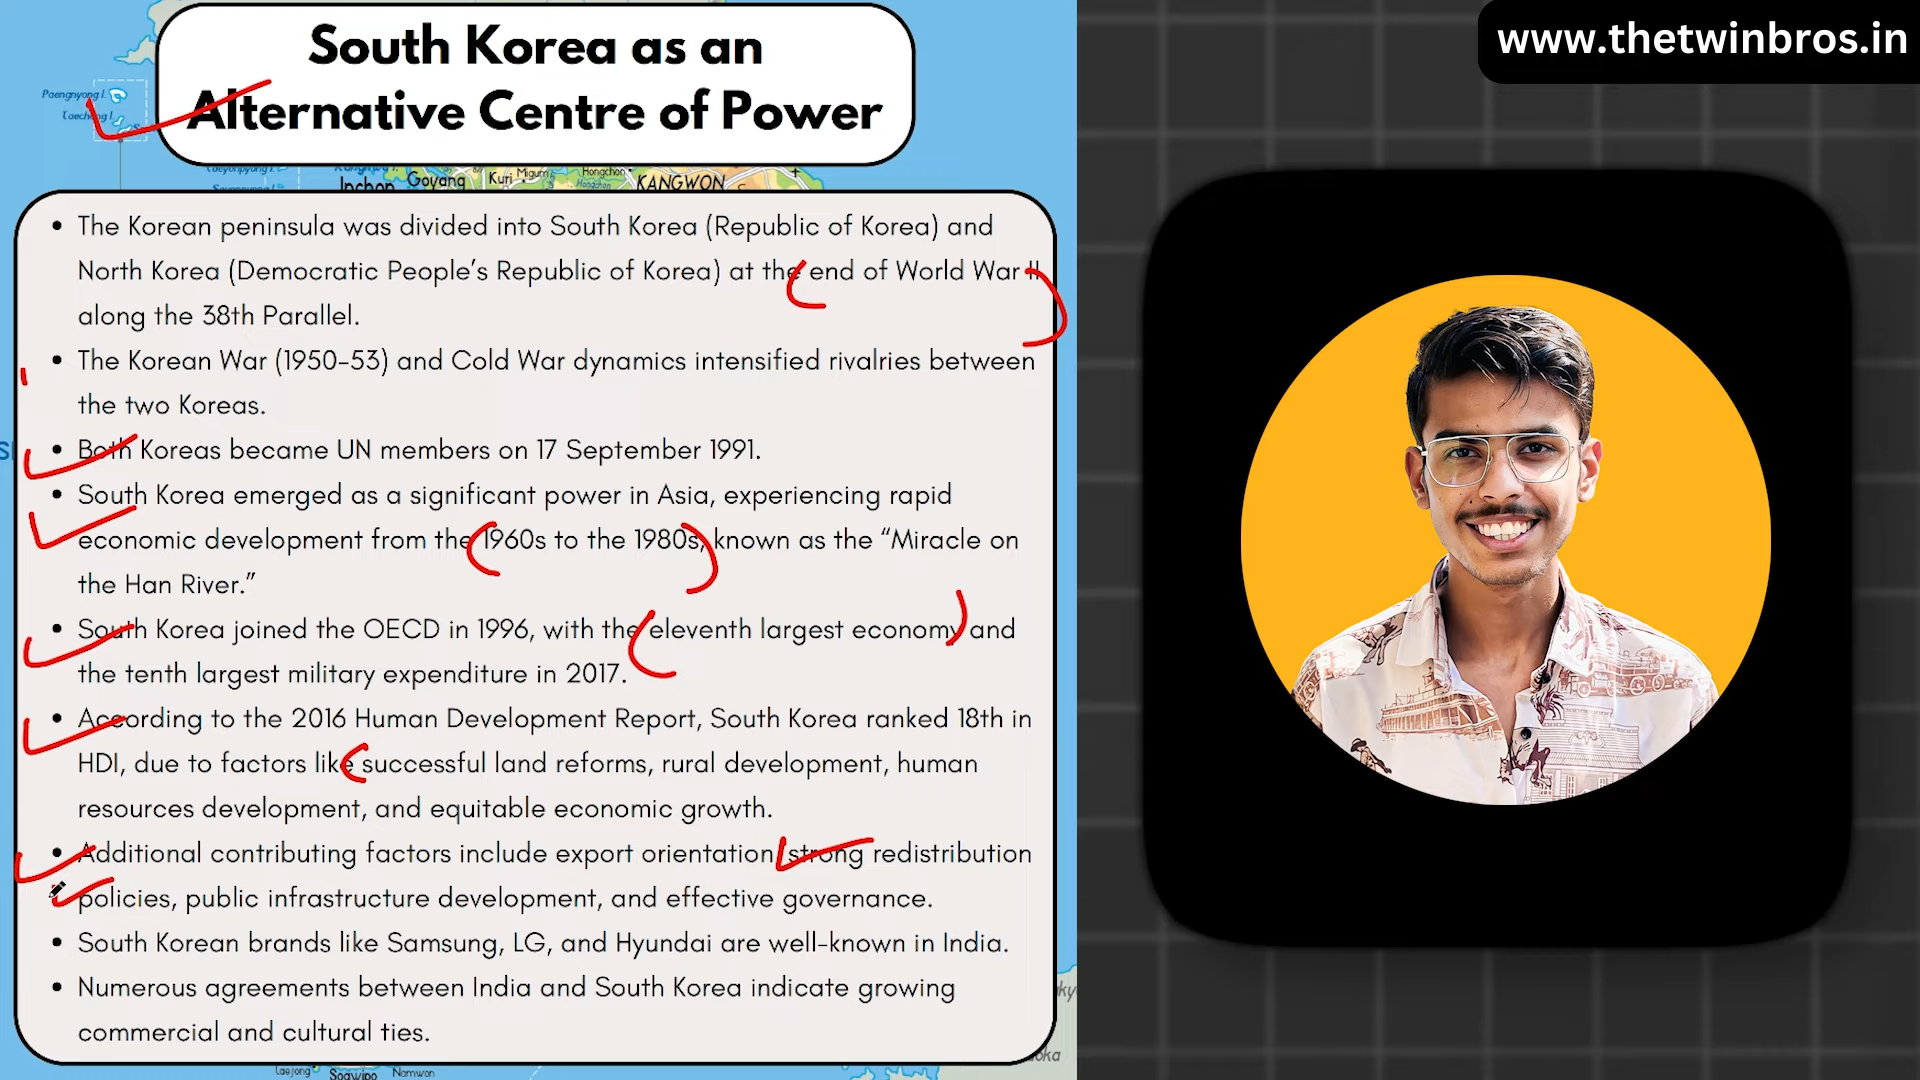 www.thetwinbros.in
South Korea as an
Alternative Centre of Power
Paengnyong I.
Taechong I.
Inchon
Goyang
Kuri
Migum
Hongchon
Hongchon
KANGWON
• The Korean peninsula was divided into South Korea (Republic of Korea) and
North Korea (Democratic People's Republic of Korea) at the end of World War II
along the 38th Parallel.
• The Korean War (1950-53) and Cold War dynamics intensified rivalries between
the two Koreas.
• Both Koreas became UN members on 17 September 1991.
• South Korea emerged as a significant power in Asia, experiencing rapid
economic development from the 1960s to the 1980s, known as the “Miracle on
the Han River.”
• South Korea joined the OECD in 1996, with the eleventh largest economy and
the tenth largest military expenditure in 2017.
• According to the 2016 Human Development Report, South Korea ranked 18th in
HDI, due to factors like successful land reforms, rural development, human
resources development, and equitable economic growth.
• Additional contributing factors include export orientation, strong redistribution
policies, public infrastructure development, and effective governance.
• South Korean brands like Samsung, LG, and Hyundai are well-known in India.
• Numerous agreements between India and South Korea indicate growing
commercial and cultural ties.
Namwon